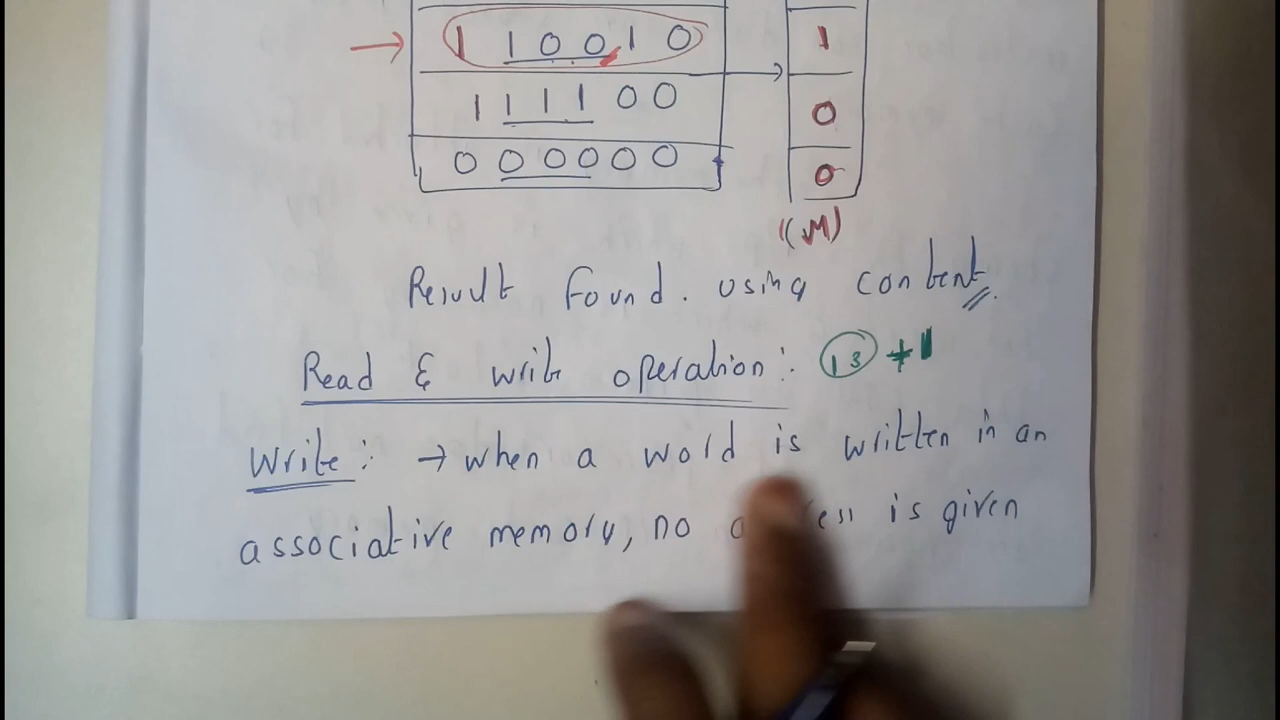 1 1 0 0 1 0 1
1 1 1 1 0 0 0
0 0 0 0 0 0 0
(M)
Result found. using content
Read & write operation: 13 + 1
Write: → when a word is written in an
associative memory, no is given